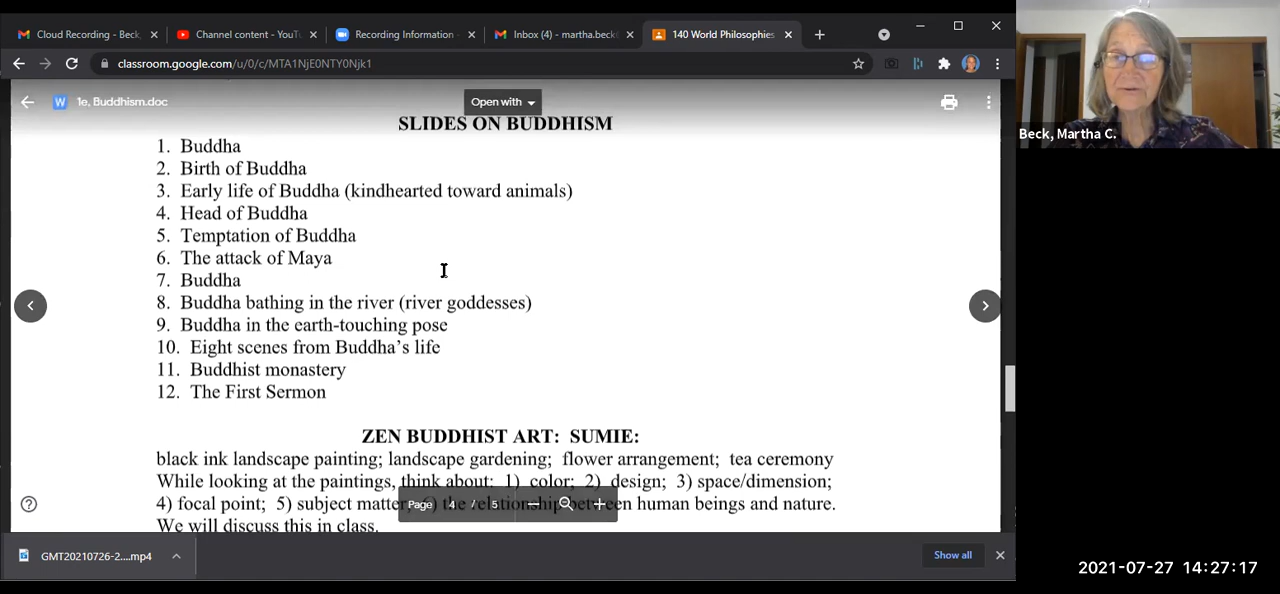 Cloud Recording - Beck,
Channel content - YouTu
Recording Information -
Inbox (4) - martha.beck
140 World Philosophies
classroom.google.com/u/0/c/MTA1NjE0NTY0Njk1
W 1e, Buddhism.doc
Open with
Beck, Martha C.
SLIDES ON BUDDHISM
1. Buddha
2. Birth of Buddha
3. Early life of Buddha (kindhearted toward animals)
4. Head of Buddha
5. Temptation of Buddha
6. The attack of Maya
7. Buddha
8. Buddha bathing in the river (river goddesses)
9. Buddha in the earth-touching pose
10. Eight scenes from Buddha's life
11. Buddhist monastery
12. The First Sermon
ZEN BUDDHIST ART: SUMIE:
black ink landscape painting; landscape gardening; flower arrangement; tea ceremony
While looking at the paintings, think about: 1) color; 2) design; 3) space/dimension;
4) focal point; 5) subject matter; 6) the relationship between human beings and nature.
Page 4 / 5
We will discuss this in class.
GMT20210726-2....mp4
Show all
2021-07-27 14:27:17